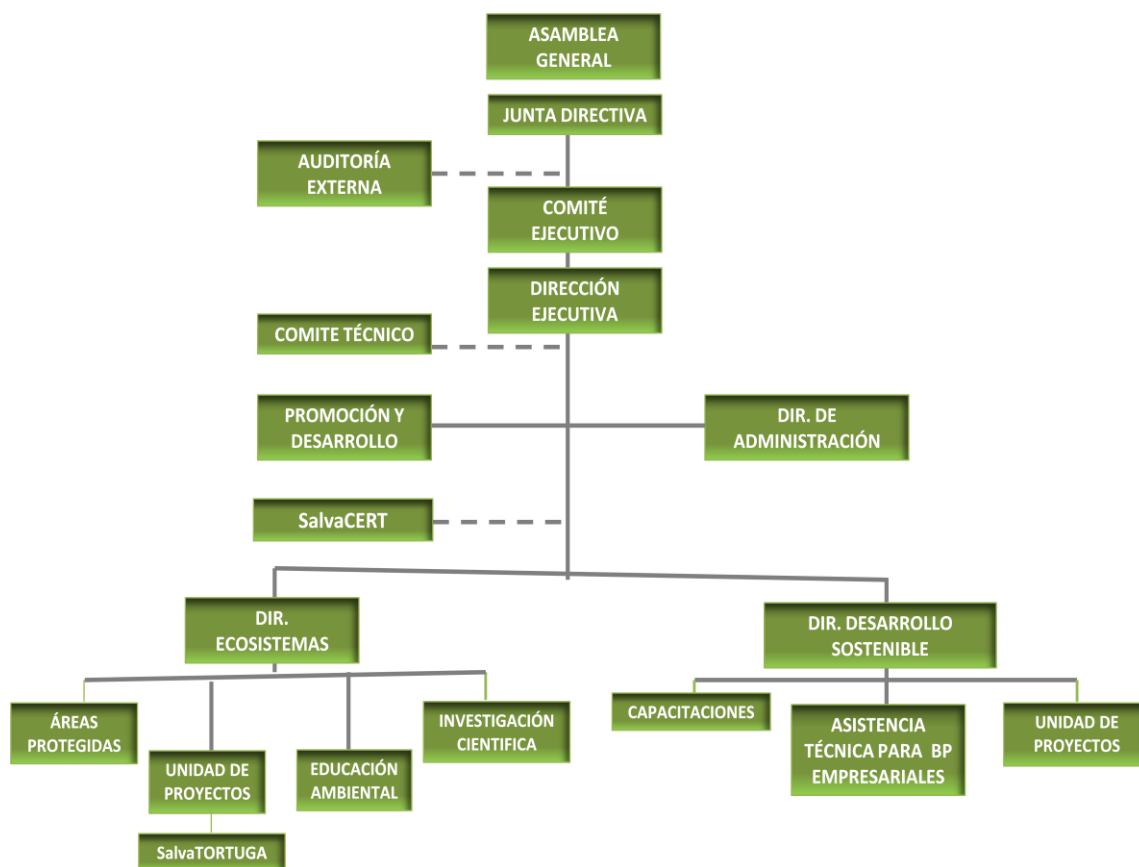 ASAMBLEA
GENERAL
JUNTA DIRECTIVA
AUDITORÍA
EXTERNA
COMITÉ
EJECUTIVO
DIRECCIÓN
EJECUTIVA
COMITE TÉCNICO
PROMOCIÓN Y
DESARROLLO
DIR. DE
ADMINISTRACIÓN
SalvaCERT
DIR.
ECOSISTEMAS
DIR. DESARROLLO
SOSTENIBLE
ÁREAS
PROTEGIDAS
UNIDAD DE
PROYECTOS
SalvaTORTUGA
EDUCACIÓN
AMBIENTAL
INVESTIGACIÓN
CIENTIFICA
CAPACITACIONES
ASISTENCIA
TÉCNICA PARA BP
EMPRESARIALES
UNIDAD DE
PROYECTOS